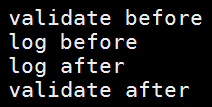 validate before
log before
log after
validate after